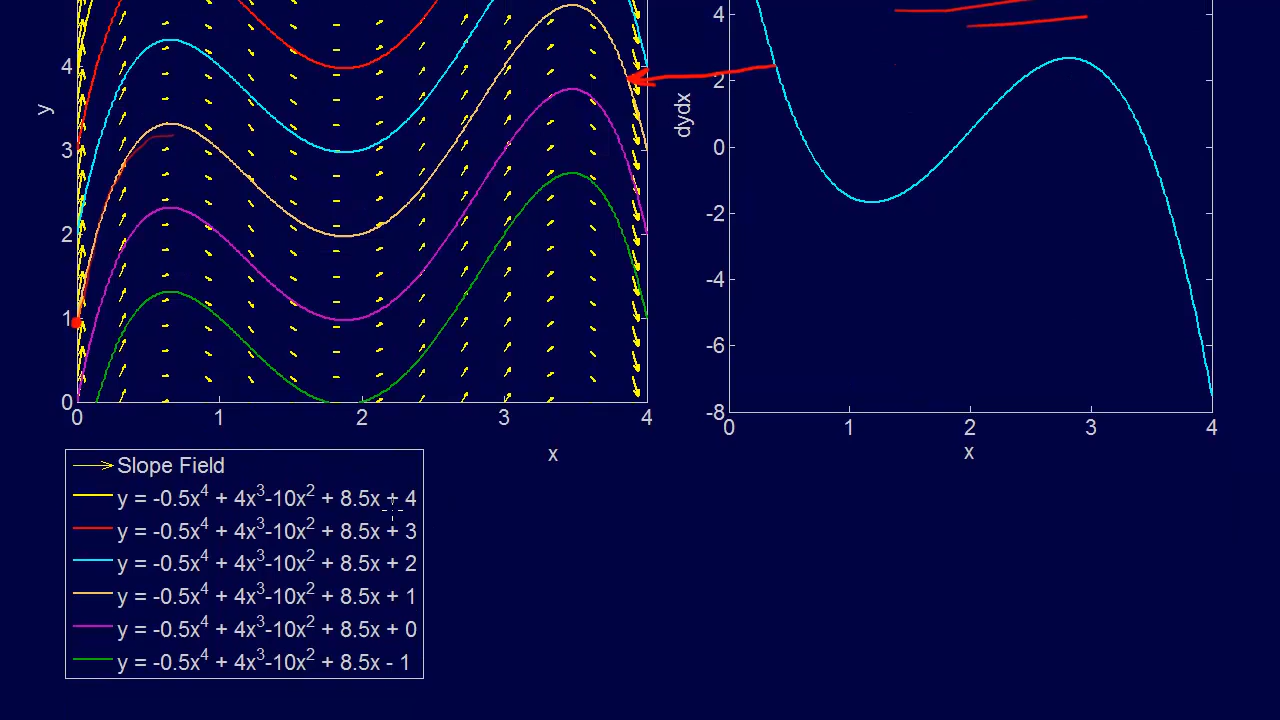 4
3
2
1
0
y
0 1 2 3 4
x
4
2
0
-2
-4
-6
-8
dydx
0 1 2 3 4
x
Slope Field
y = -0.5x⁴ + 4x³-10x² + 8.5x + 4
y = -0.5x⁴ + 4x³-10x² + 8.5x + 3
y = -0.5x⁴ + 4x³-10x² + 8.5x + 2
y = -0.5x⁴ + 4x³-10x² + 8.5x + 1
y = -0.5x⁴ + 4x³-10x² + 8.5x + 0
y = -0.5x⁴ + 4x³-10x² + 8.5x - 1